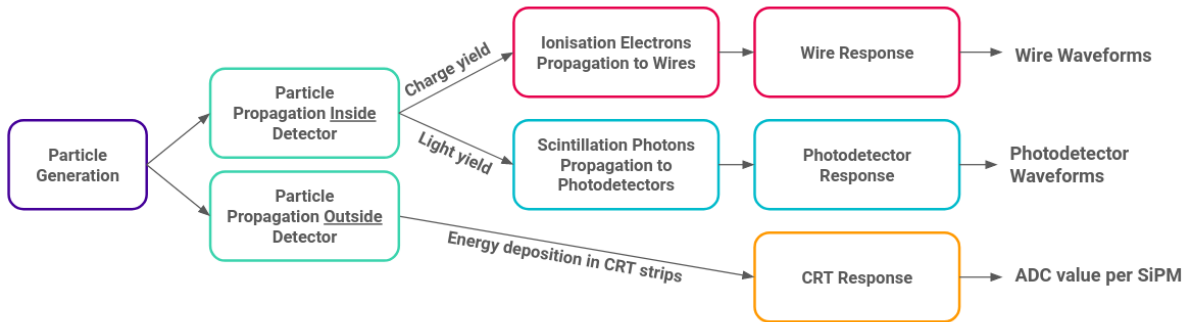 Particle
Generation
Particle
Propagation Inside
Detector
Particle
Propagation Outside
Detector
Charge yield
Light yield
Energy deposition in CRT strips
Ionisation Electrons
Propagation to Wires
Wire Response
Wire Waveforms
Scintillation Photons
Propagation to
Photodetectors
Photodetector
Response
Photodetector
Waveforms
CRT Response
ADC value per SiPM